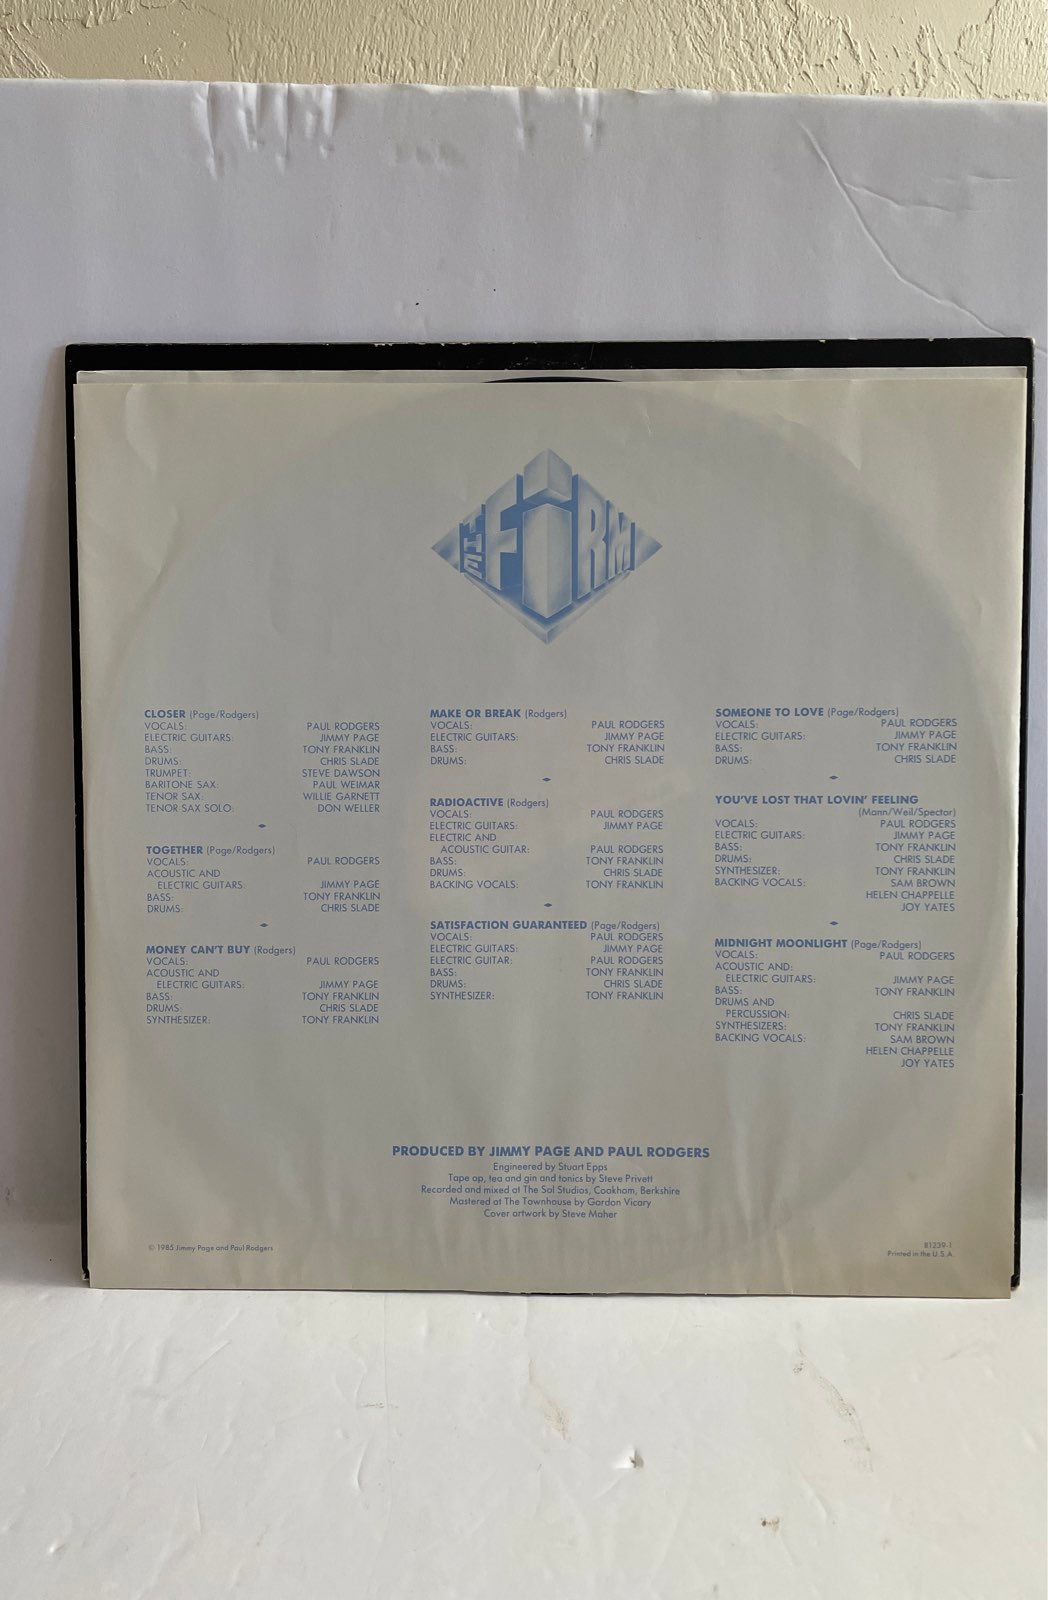 THE FIRM
CLOSER (Page/Rodgers)
VOCALS: PAUL RODGERS
ELECTRIC GUITARS: JIMMY PAGE
BASS: TONY FRANKLIN
DRUMS: CHRIS SLADE
TRUMPET: STEVE DAWSON
BARITONE SAX: PAUL WEIMAR
TENOR SAX: WILLIE GARNETT
TENOR SAX SOLO: DON WELLER
TOGETHER (Page/Rodgers)
VOCALS: PAUL RODGERS
ACOUSTIC AND
ELECTRIC GUITARS: JIMMY PAGE
BASS: TONY FRANKLIN
DRUMS: CHRIS SLADE
MONEY CAN'T BUY (Rodgers)
VOCALS: PAUL RODGERS
ACOUSTIC AND
ELECTRIC GUITARS: JIMMY PAGE
BASS: TONY FRANKLIN
DRUMS: CHRIS SLADE
SYNTHESIZER: TONY FRANKLIN
MAKE OR BREAK (Rodgers)
VOCALS: PAUL RODGERS
ELECTRIC GUITARS: JIMMY PAGE
BASS: TONY FRANKLIN
DRUMS: CHRIS SLADE
RADIOACTIVE (Rodgers)
VOCALS: PAUL RODGERS
ELECTRIC GUITARS: JIMMY PAGE
ELECTRIC AND
ACOUSTIC GUITAR: PAUL RODGERS
BASS: TONY FRANKLIN
DRUMS: CHRIS SLADE
BACKING VOCALS: TONY FRANKLIN
SATISFACTION GUARANTEED (Page/Rodgers)
VOCALS: PAUL RODGERS
ELECTRIC GUITARS: JIMMY PAGE
ELECTRIC GUITAR: PAUL RODGERS
BASS: TONY FRANKLIN
DRUMS: CHRIS SLADE
SYNTHESIZER: TONY FRANKLIN
SOMEONE TO LOVE (Page/Rodgers)
VOCALS: PAUL RODGERS
ELECTRIC GUITARS: JIMMY PAGE
BASS: TONY FRANKLIN
DRUMS: CHRIS SLADE
YOU'VE LOST THAT LOVIN' FEELING
(Mann/Weil/Spector)
VOCALS: PAUL RODGERS
ELECTRIC GUITARS: JIMMY PAGE
BASS: TONY FRANKLIN
DRUMS: CHRIS SLADE
SYNTHESIZER: TONY FRANKLIN
BACKING VOCALS: SAM BROWN
HELEN CHAPPELLE
JOY YATES
MIDNIGHT MOONLIGHT (Page/Rodgers)
VOCALS: PAUL RODGERS
ACOUSTIC AND:
ELECTRIC GUITARS: JIMMY PAGE
BASS: TONY FRANKLIN
DRUMS AND
PERCUSSION: CHRIS SLADE
SYNTHESIZERS: TONY FRANKLIN
BACKING VOCALS: SAM BROWN
HELEN CHAPPELLE
JOY YATES
PRODUCED BY JIMMY PAGE AND PAUL RODGERS
Engineered by Stuart Epps
Tape op, tea and gin and tonics by Steve Privett
Recorded and mixed at The Sol Studios, Cookham, Berkshire
Mastered at The Townhouse by Gordon Vicary
Cover artwork by Steve Maher
© 1985 Jimmy Page and Paul Rodgers
81239-1
Printed in the U.S.A.